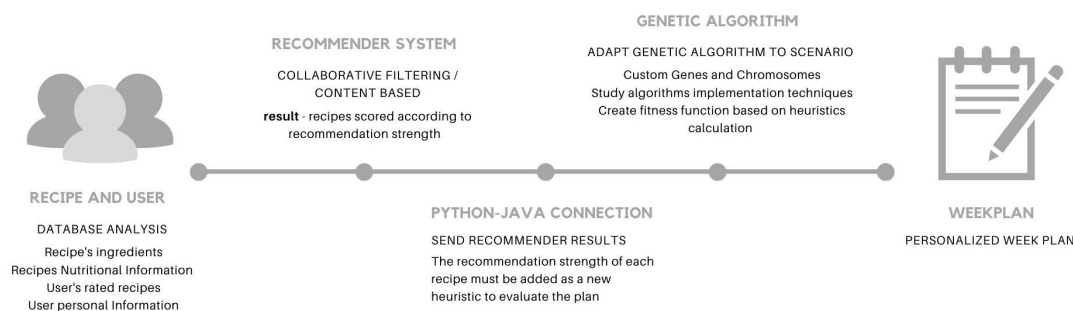 RECIPE AND USER
DATABASE ANALYSIS
Recipe's ingredients
Recipes Nutritional Information
User's rated recipes
User personal Information
RECOMMENDER SYSTEM
COLLABORATIVE FILTERING /
CONTENT BASED
result - recipes scored according to
recommendation strength
PYTHON-JAVA CONNECTION
SEND RECOMMENDER RESULTS
The recommendation strength of each
recipe must be added as a new
heuristic to evaluate the plan
GENETIC ALGORITHM
ADAPT GENETIC ALGORITHM TO SCENARIO
Custom Genes and Chromosomes
Study algorithms implementation techniques
Create fitness function based on heuristics
calculation
WEEKPLAN
PERSONALIZED WEEK PLAN